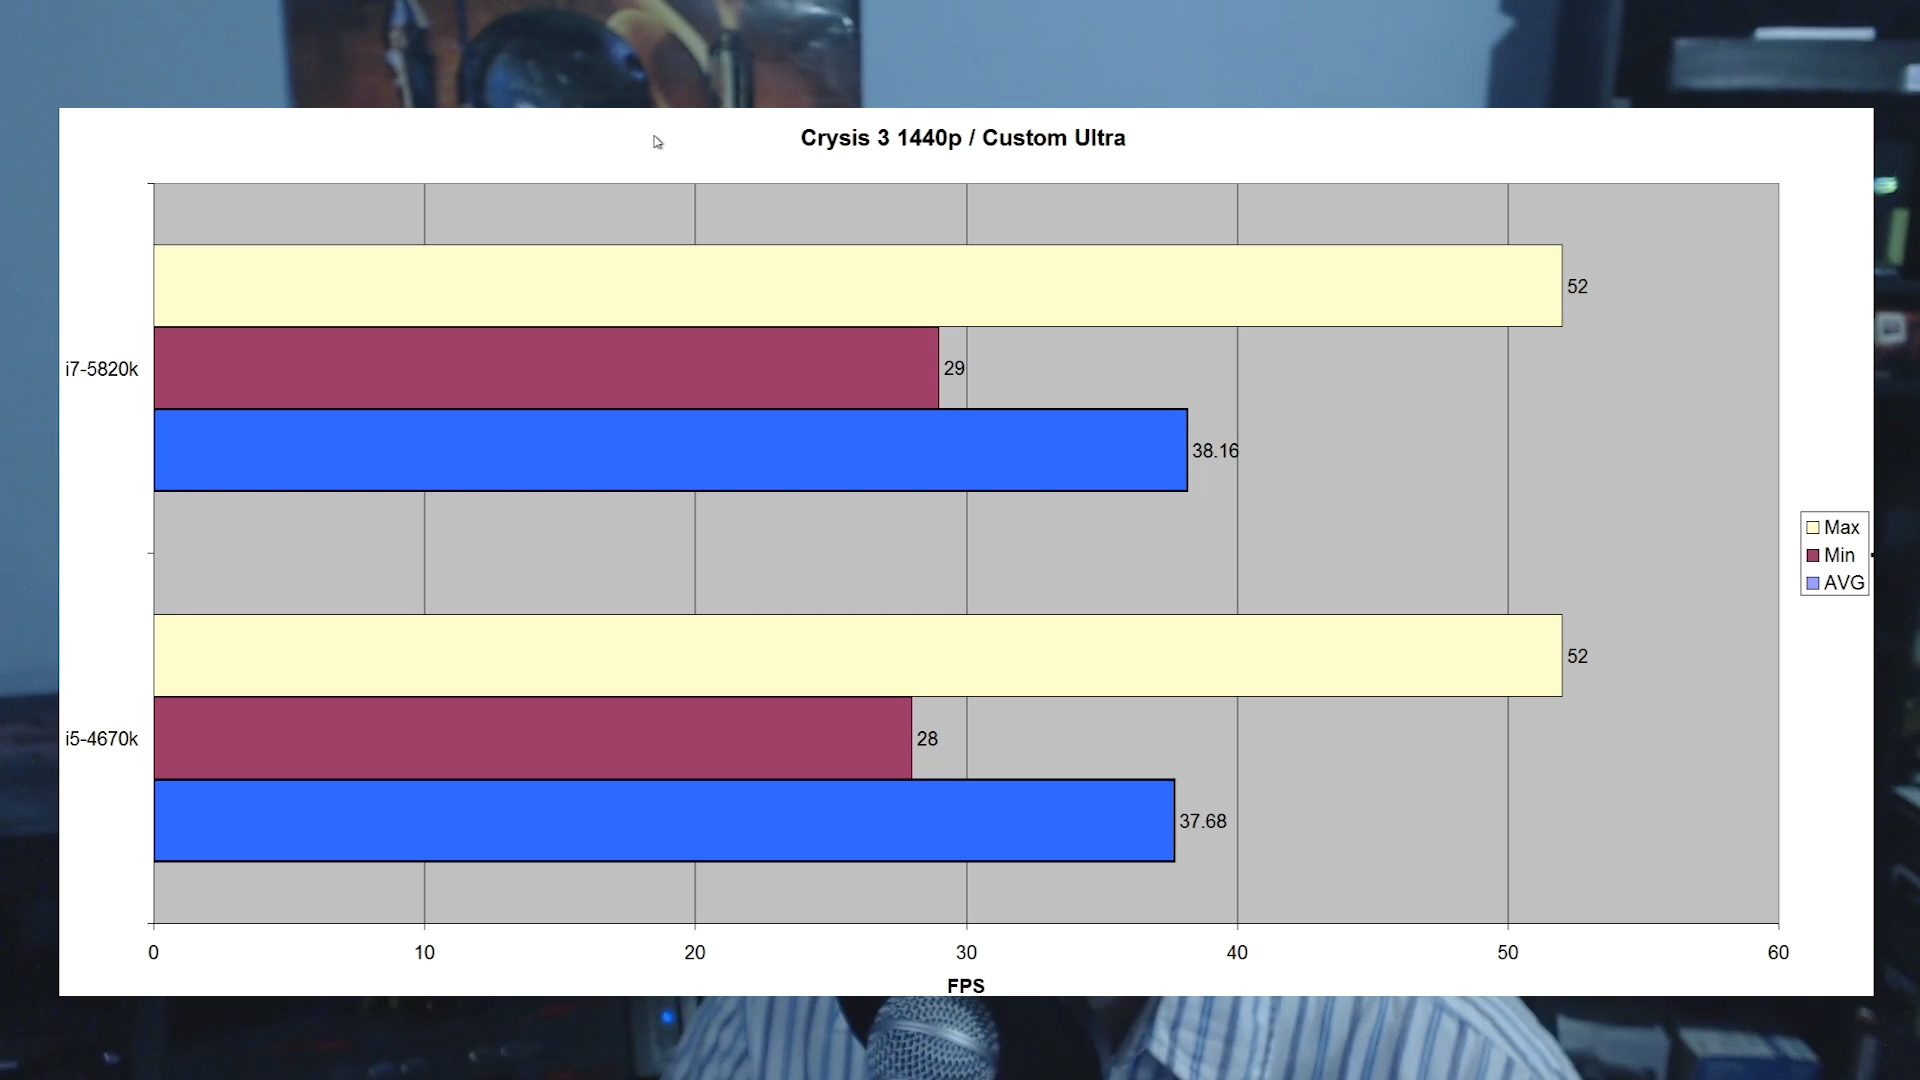 Crysis 3 1440p / Custom Ultra
52
i7-5820k
29
38.16
Max
Min
AVG
52
i5-4670k
28
37.68
0 10 20 30 40 50 60
FPS